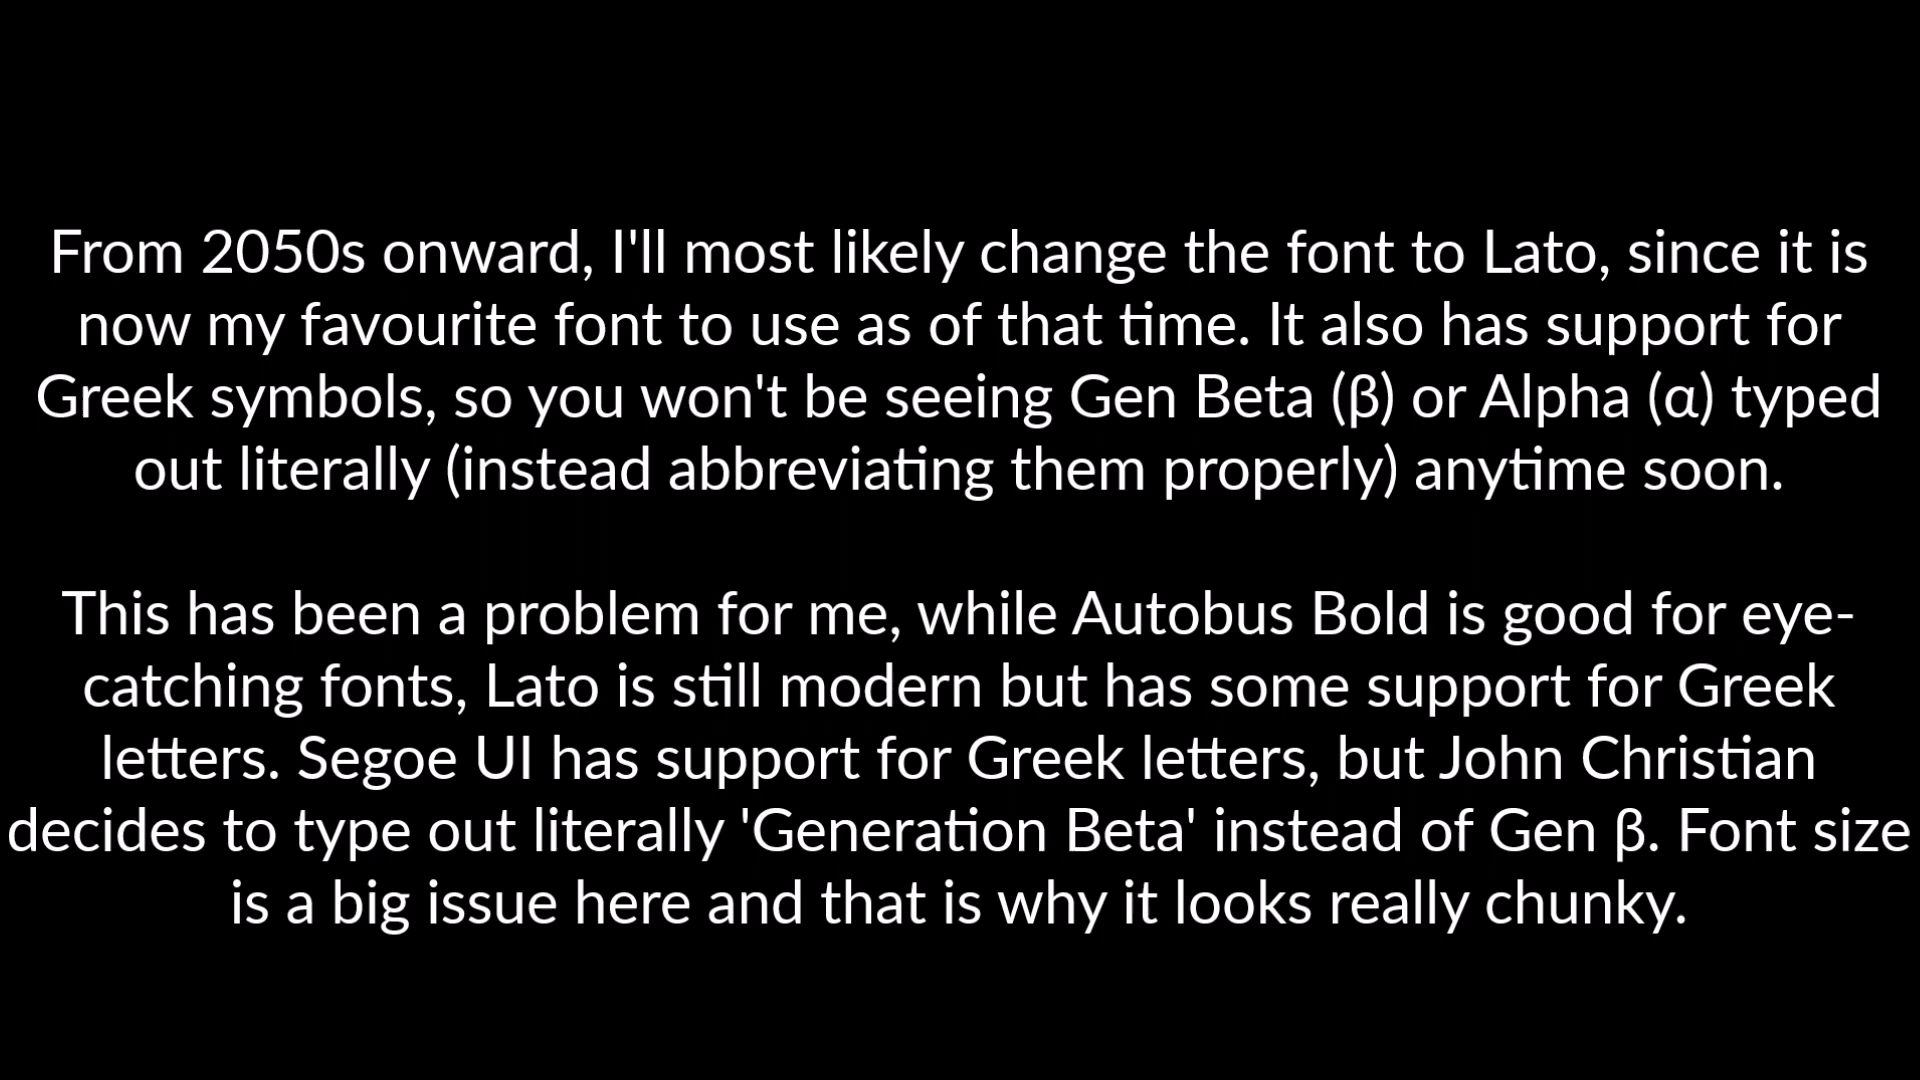 From 2050s onward, I'll most likely change the font to Lato, since it is
now my favourite font to use as of that time. It also has support for
Greek symbols, so you won't be seeing Gen Beta (β) or Alpha (α) typed
out literally (instead abbreviating them properly) anytime soon.
This has been a problem for me, while Autobus Bold is good for eye-
catching fonts, Lato is still modern but has some support for Greek
letters. Segoe UI has support for Greek letters, but John Christian
decides to type out literally 'Generation Beta' instead of Gen β. Font size
is a big issue here and that is why it looks really chunky.